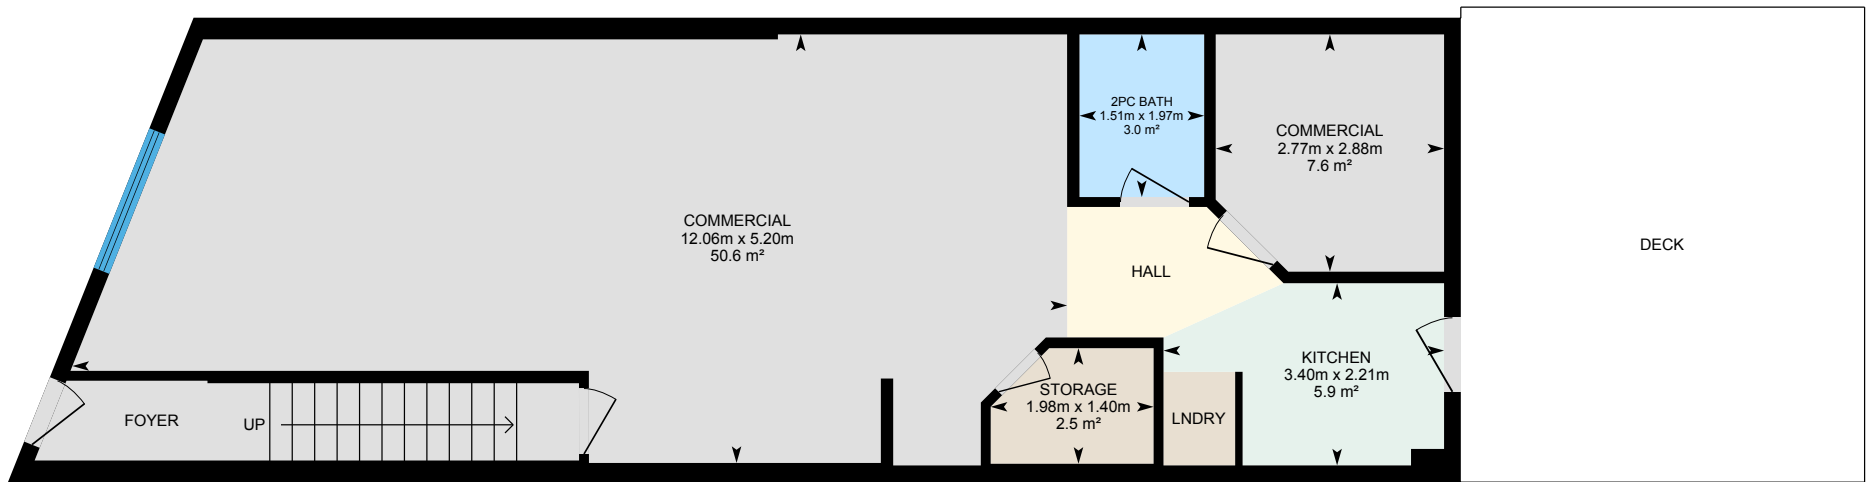 2PC BATH
1.51m x 1.97m
3.0 m²
COMMERCIAL
2.77m x 2.88m
7.6 m²
COMMERCIAL
12.06m x 5.20m
50.6 m²
DECK
HALL
KITCHEN
3.40m x 2.21m
5.9 m²
STORAGE
1.98m x 1.40m
2.5 m²
LNDRY
FOYER
UP